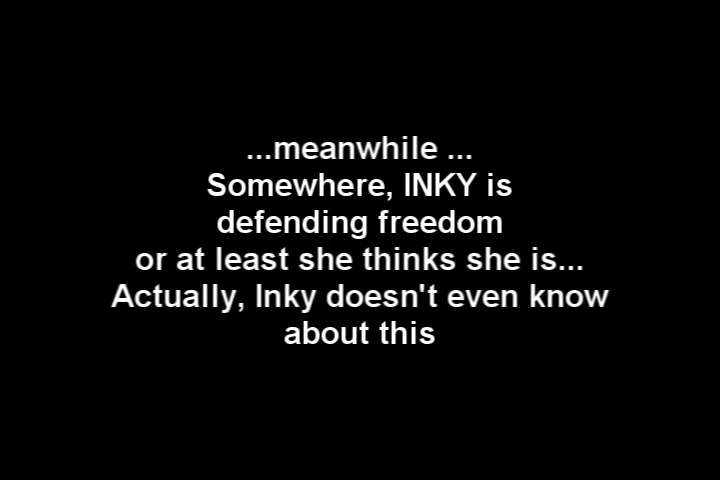 ...meanwhile ...
Somewhere, INKY is
defending freedom
or at least she thinks she is...
Actually, Inky doesn't even know
about this